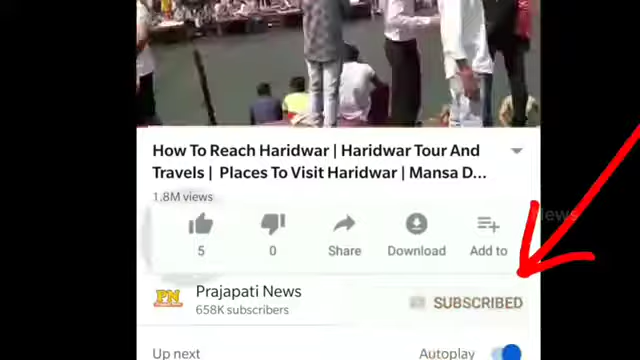 How To Reach Haridwar | Haridwar Tour And
Travels | Places To Visit Haridwar | Mansa D...
1.8M views
News
5
0
Share
Download
Add to
PN
Prajapati News
658K subscribers
SUBSCRIBED
Up next
Autoplay